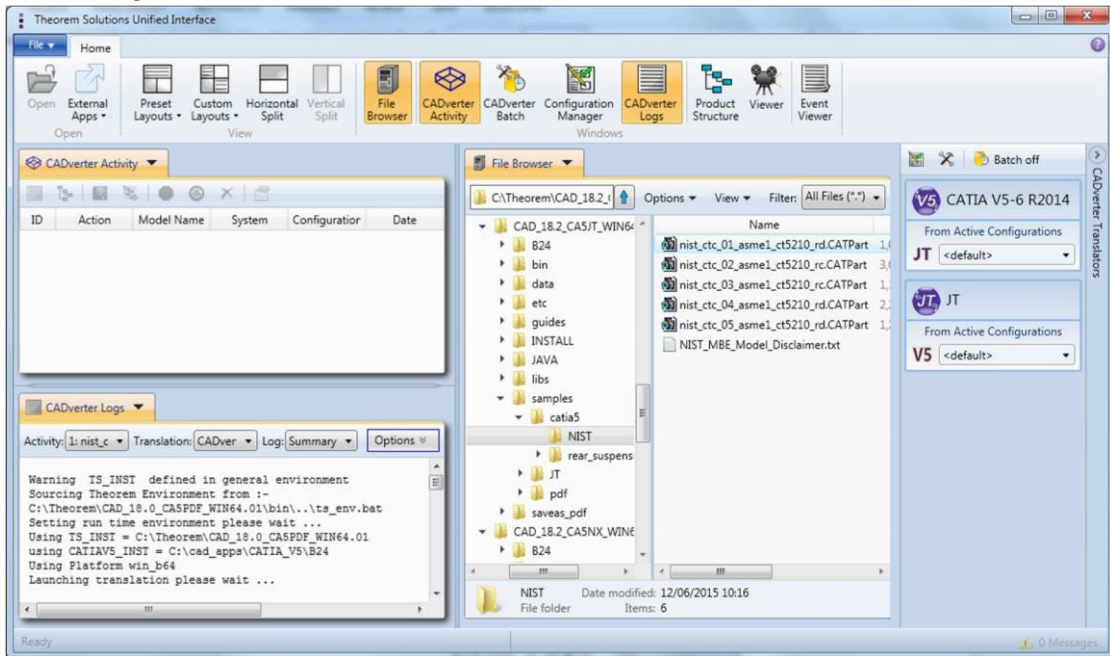 Theorem Solutions Unified Interface
File Home
Open External Apps Preset Layouts Custom Layouts Horizontal Split Vertical Split File Browser CADverter Activity CADverter Batch Configuration Manager CADverter Logs Product Structure Viewer Event Viewer
Open View Windows
CADverter Activity
ID Action Model Name System Configuratior Date
CADverter Logs
Activity: 1: nist_c Translation: CADver Log: Summary Options
Warning TS_INST defined in general environment
Sourcing Theorem Environment from :-
C:\Theorem\CAD_18.0_CA5PDF_WIN64.01\bin\..\ts_env.bat
Setting run time environment please wait ...
Using TS_INST = C:\Theorem\CAD_18.0_CA5PDF_WIN64.01
using CATIAV5_INST = C:\cad_apps\CATIA_V5\B24
Using Platform win_b64
Launching translation please wait ...
File Browser
C:\Theorem\CAD_18.2_( Options View Filter: All Files (*.*)
CAD_18.2_CA5JT_WIN64
B24
bin
data
etc
guides
INSTALL
JAVA
libs
samples
catia5
NIST
rear_suspens
JT
pdf
saveas_pdf
CAD_18.2_CA5NX_WIN6
B24
Name
nist_ctc_01_asme1_ct5210_rd.CATPart
nist_ctc_02_asme1_ct5210_rc.CATPart
nist_ctc_03_asme1_ct5210_rc.CATPart
nist_ctc_04_asme1_ct5210_rd.CATPart
nist_ctc_05_asme1_ct5210_rd.CATPart
NIST_MBE_Model_Disclaimer.txt
NIST Date modified: 12/06/2015 10:16
File folder Items: 6
Batch off
V5 CATIA V5-6 R2014
From Active Configurations
JT <default>
JT JT
From Active Configurations
V5 <default>
CADverter Translators
Ready 0 Messages